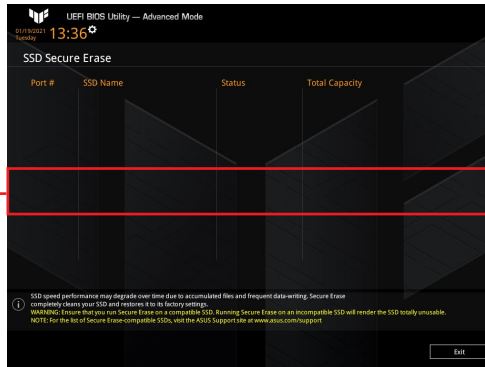 UEFI BIOS Utility — Advanced Mode
01/19/2021
Tuesday
13:36
SSD Secure Erase
Port # SSD Name Status Total Capacity
SSD speed performance may degrade over time due to accumulated files and frequent data-writing. Secure Erase
completely cleans your SSD and restores it to its factory settings.
WARNING: Ensure that you run Secure Erase on a compatible SSD. Running Secure Erase on an incompatible SSD will render the SSD totally unusable.
NOTE: For the list of Secure Erase-compatible SSDs, visit the ASUS Support site at www.asus.com/support
Exit